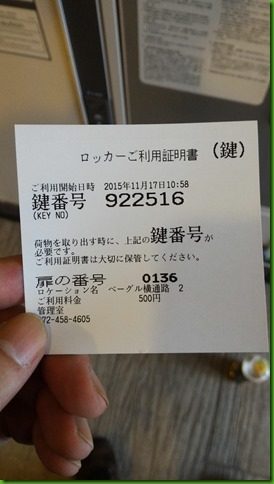 ロッカーご利用証明書 (鍵)
ご利用開始日時 2015年11月17日10:58
鍵番号 922516
(KEY NO)
荷物を取り出す時に、上記の鍵番号が
必要です。
ご利用証明書は大切に保管してください。
扉の番号 0136
ロケーション名 ベーグル横通路 2
ご利用料金 500円
管理室
72-458-4605